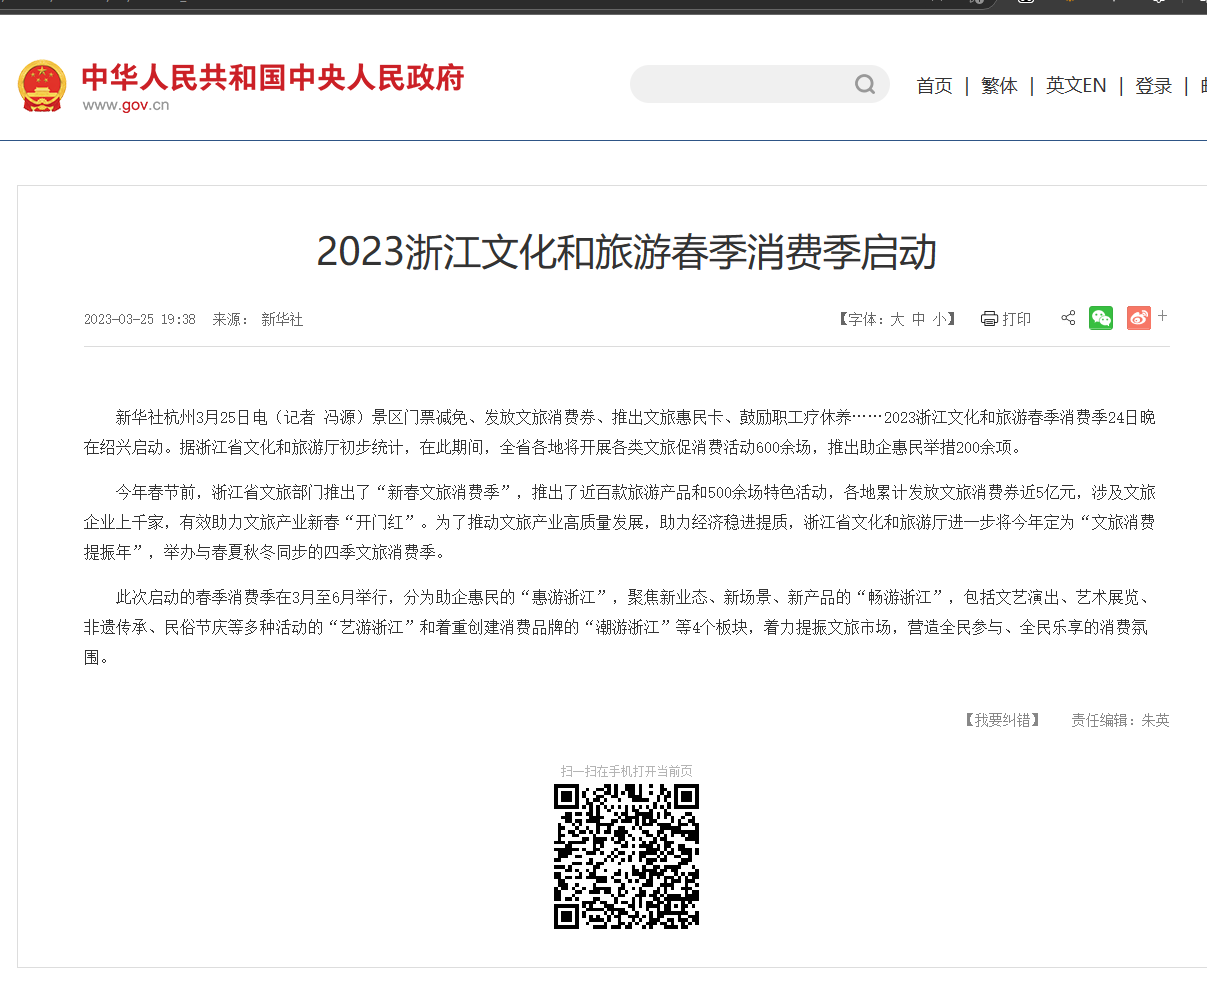 中华人民共和国中央人民政府
www.gov.cn
首页 | 繁体 | 英文EN | 登录 |
2023浙江文化和旅游春季消费季启动
2023-03-25 19:38 来源： 新华社
【字体：大 中 小】 打印 +
新华社杭州3月25日电（记者 冯源）景区门票减免、发放文旅消费券、推出文旅惠民卡、鼓励职工疗休养……2023浙江文化和旅游春季消费季24日晚
在绍兴启动。据浙江省文化和旅游厅初步统计，在此期间，全省各地将开展各类文旅促消费活动600余场，推出助企惠民举措200余项。
今年春节前，浙江省文旅部门推出了“新春文旅消费季”，推出了近百款旅游产品和500余场特色活动，各地累计发放文旅消费券近5亿元，涉及文旅
企业上千家，有效助力文旅产业新春“开门红”。为了推动文旅产业高质量发展，助力经济稳进提质，浙江省文化和旅游厅进一步将今年定为“文旅消费
提振年”，举办与春夏秋冬同步的四季文旅消费季。
此次启动的春季消费季在3月至6月举行，分为助企惠民的“惠游浙江”，聚焦新业态、新场景、新产品的“畅游浙江”，包括文艺演出、艺术展览、
非遗传承、民俗节庆等多种活动的“艺游浙江”和着重创建消费品牌的“潮游浙江”等4个板块，着力提振文旅市场，营造全民参与、全民乐享的消费氛
围。
【我要纠错】 责任编辑：朱英
扫一扫在手机打开当前页